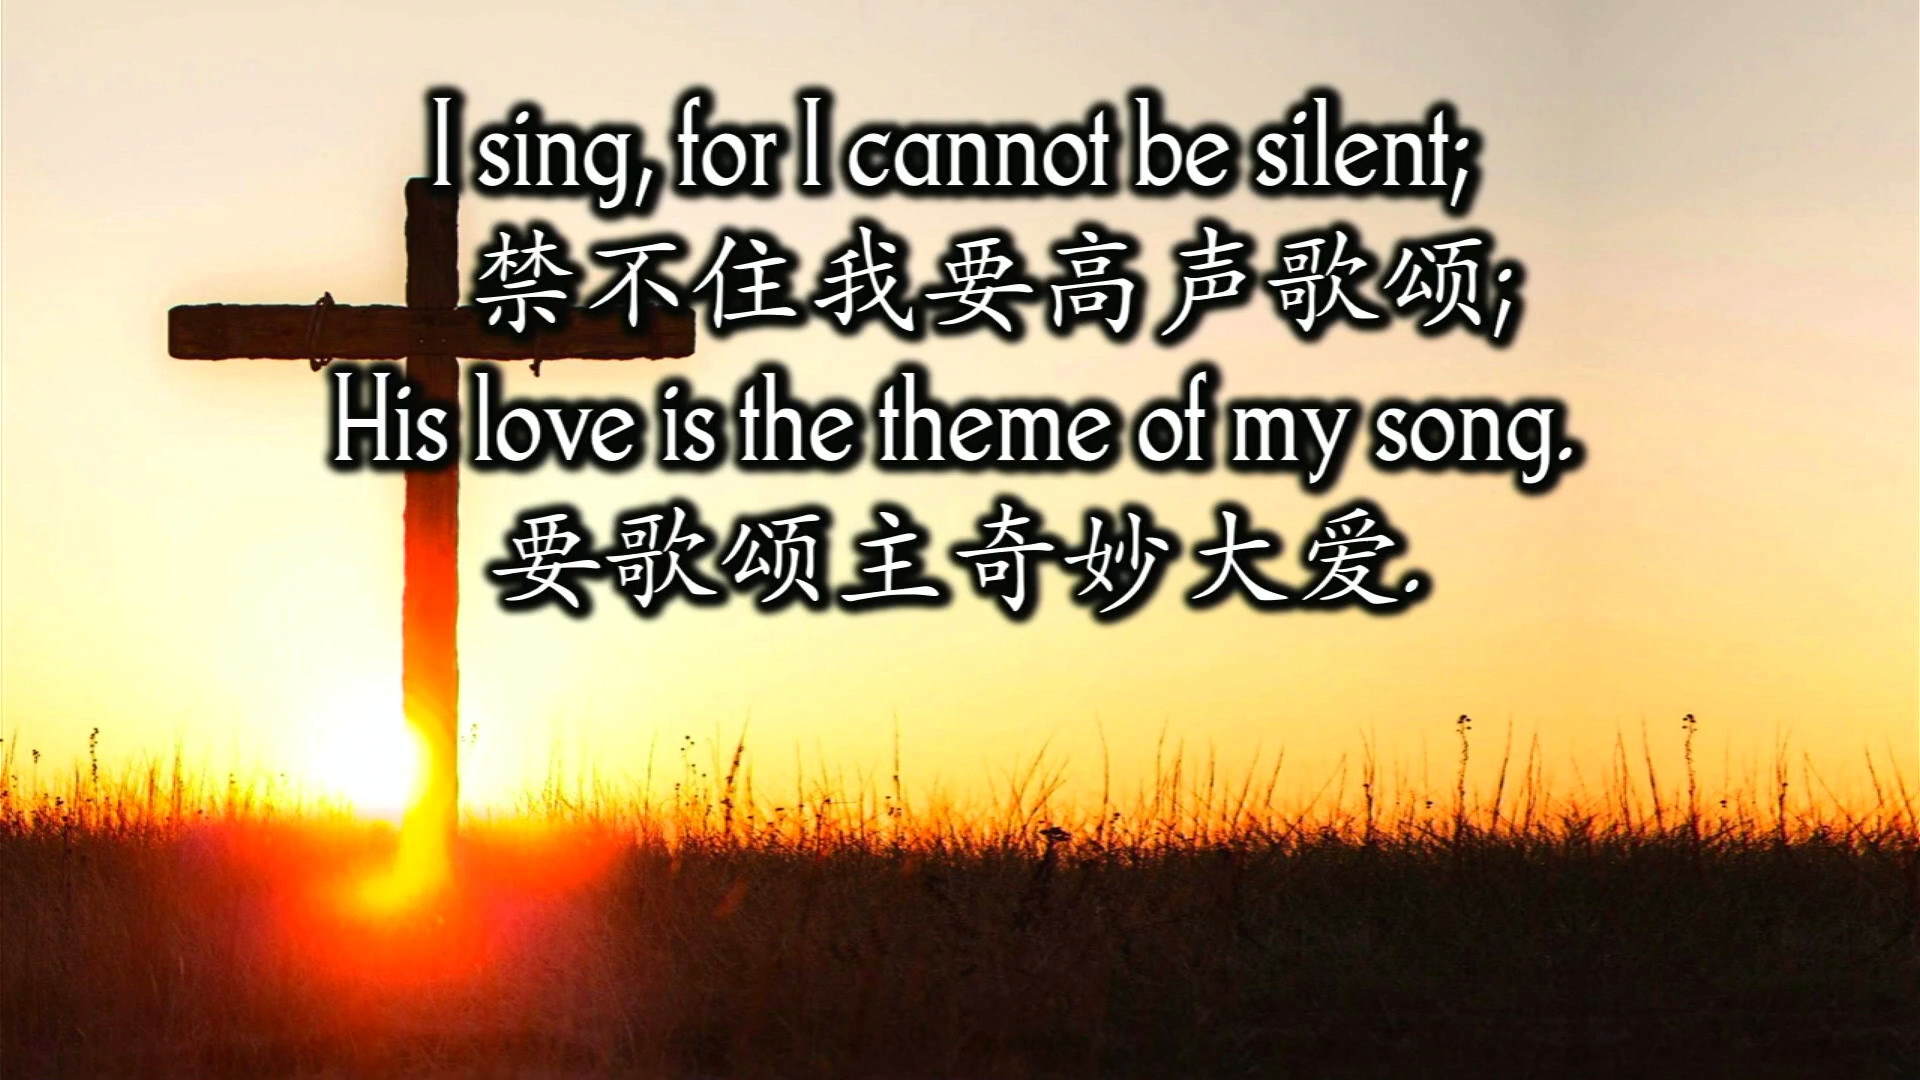 I sing, for I cannot be silent;
禁不住我要高声歌颂;
His love is the theme of my song.
要歌颂主奇妙大爱.